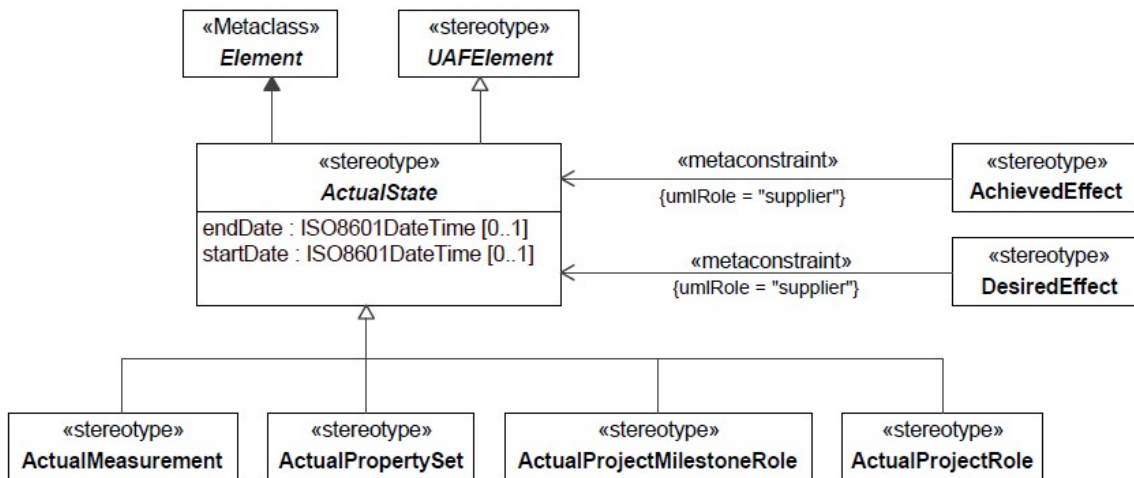 «Metaclass»
Element
«stereotype»
UAFElement
«stereotype»
ActualState
endDate : ISO8601DateTime [0..1]
startDate : ISO8601DateTime [0..1]
«metaconstraint»
{umlRole = "supplier"}
«stereotype»
AchievedEffect
«metaconstraint»
{umlRole = "supplier"}
«stereotype»
DesiredEffect
«stereotype»
ActualMeasurement
«stereotype»
ActualPropertySet
«stereotype»
ActualProjectMilestoneRole
«stereotype»
ActualProjectRole